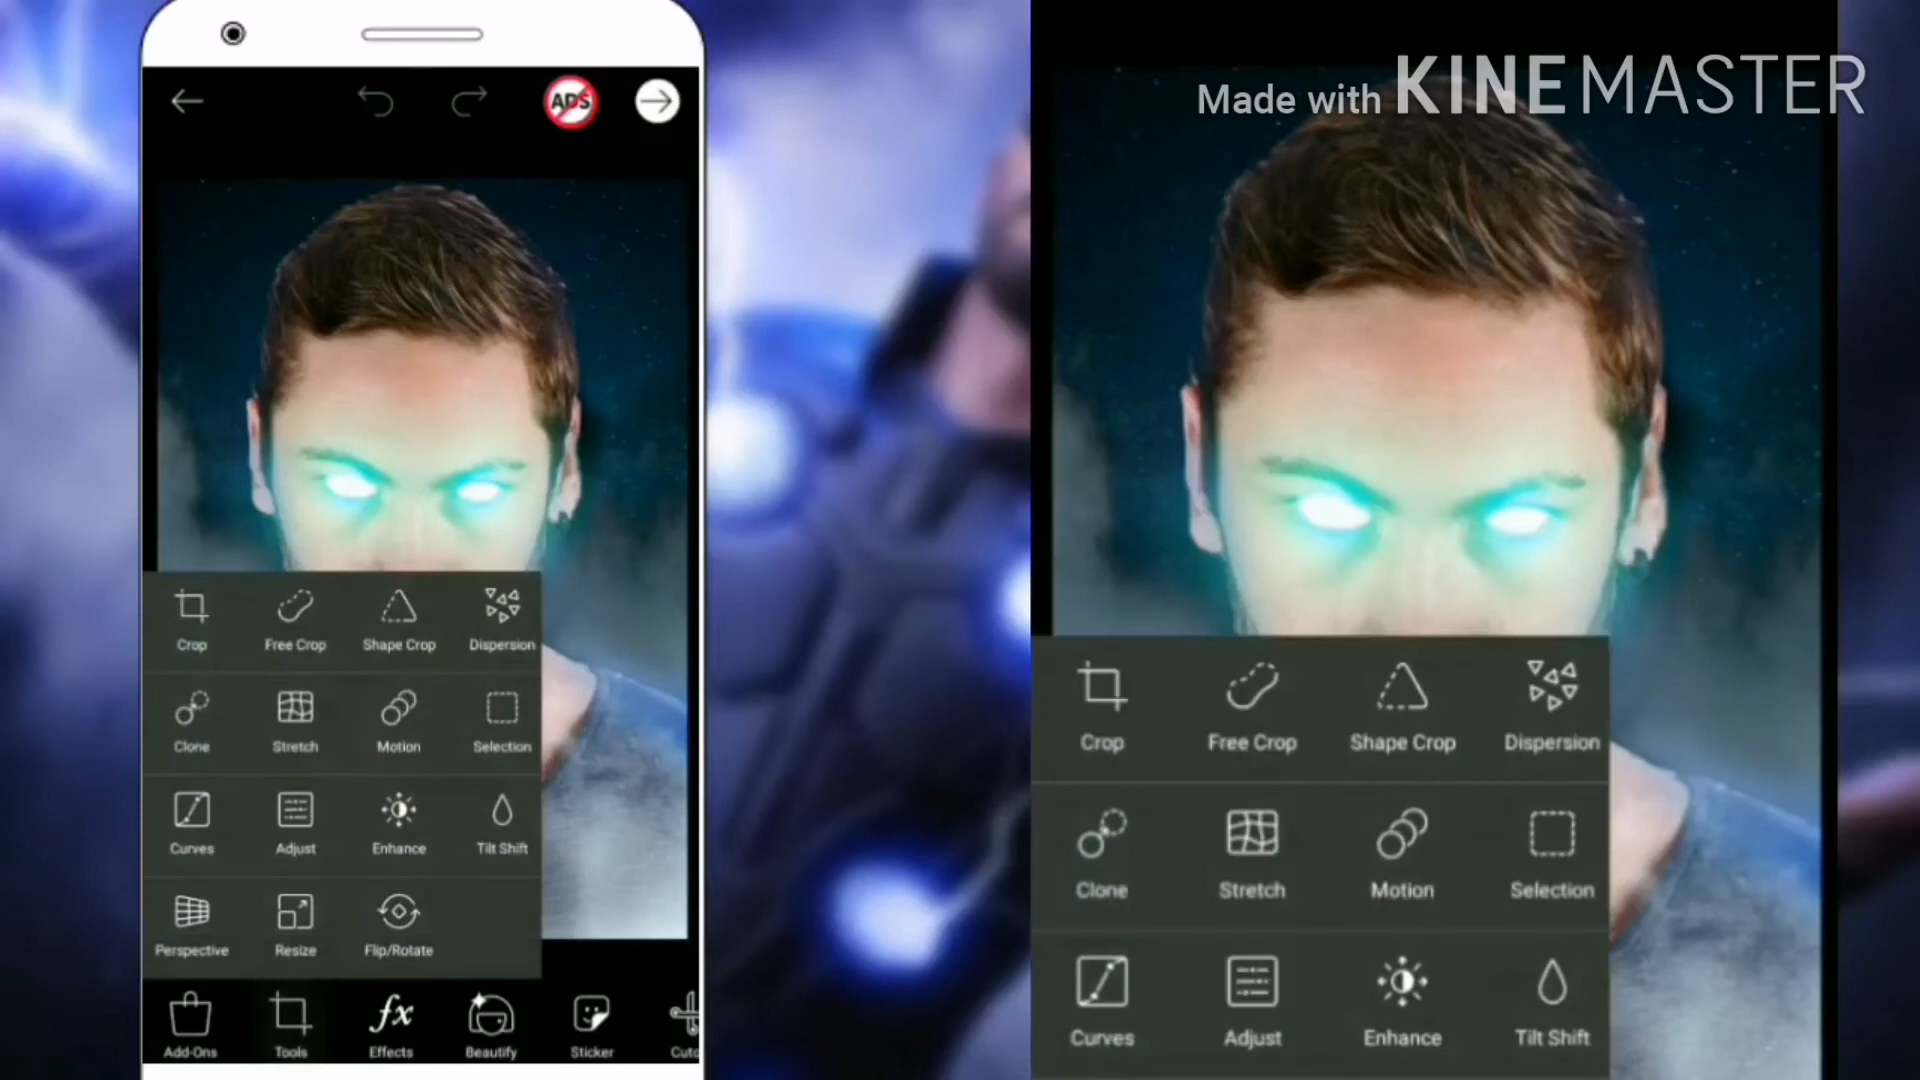 ADS
Crop Free Crop Shape Crop Dispersion
Clone Stretch Motion Selection
Curves Adjust Enhance Tilt Shift
Perspective Resize Flip/Rotate
Add-Ons Tools Effects Beautify Sticker Cuto
Made with KINEMASTER
Crop Free Crop Shape Crop Dispersion
Clone Stretch Motion Selection
Curves Adjust Enhance Tilt Shift